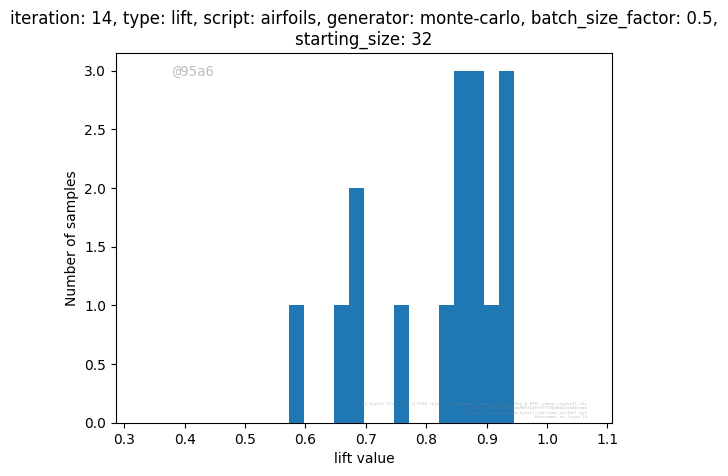 iteration: 14, type: lift, script: airfoils, generator: monte-carlo, batch_size_factor: 0.5,
starting_size: 32
@95a6
3.0
2.5
2.0
1.5
1.0
0.5
0.0
Number of samples
0.3 0.4 0.5 0.6 0.7 0.8 0.9 1.0 1.1
lift value